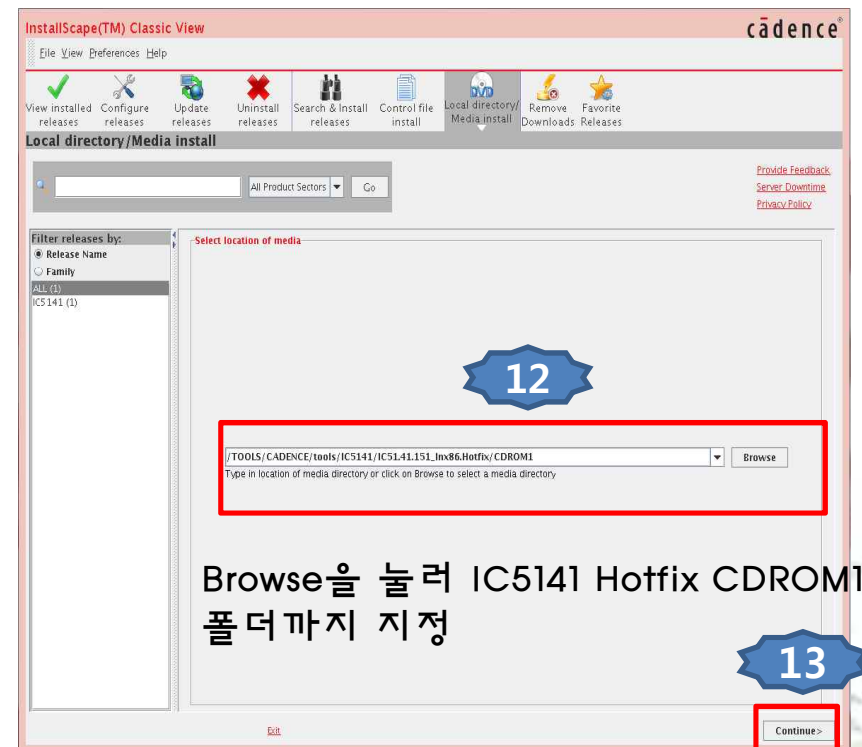 InstallScape(TM) Classic View
cādence®
File View Preferences Help
View installed releases
Configure releases
Update releases
Uninstall releases
Search & Install releases
Control file install
Local directory/ Media install
Remove Downloads
Favorite Releases
Local directory/Media install
All Product Sectors
Go
Provide Feedback
Server Downtime
Privacy Policy
Filter releases by:
Release Name
Family
ALL (1)
IC5141 (1)
Select location of media
12
/TOOLS/CADENCE/tools/IC5141/IC51.41.151_lnx86.Hotfix/CDROM1
Browse
Type in location of media directory or click on Browse to select a media directory
Browse을 눌러 IC5141 Hotfix CDROM1
폴더까지 지정
13
Exit
Continue>